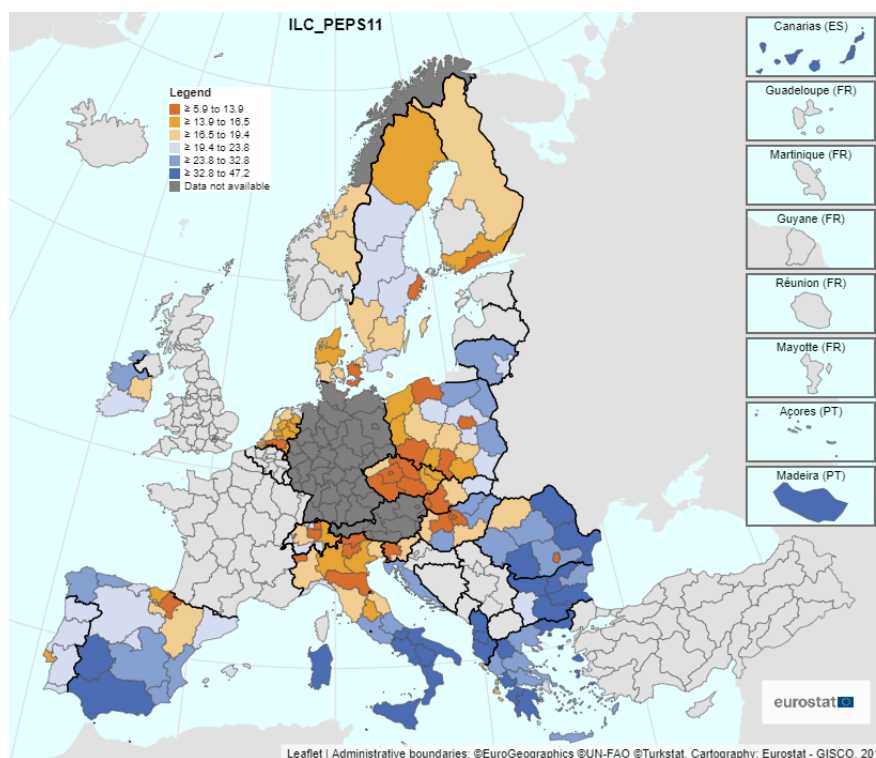 ILC_PEPS11
Legend
≥ 5.9 to 13.9
≥ 13.9 to 16.5
≥ 16.5 to 19.4
≥ 19.4 to 23.8
≥ 23.8 to 32.8
≥ 32.8 to 47.2
Data not available
Canarias (ES)
Guadeloupe (FR)
Martinique (FR)
Guyane (FR)
Réunion (FR)
Mayotte (FR)
Açores (PT)
Madeira (PT)
eurostat
Leaflet | Administrative boundaries: ©EuroGeographics ©UN-FAO ©Turkstat, Cartography: Eurostat - GISCO, 201